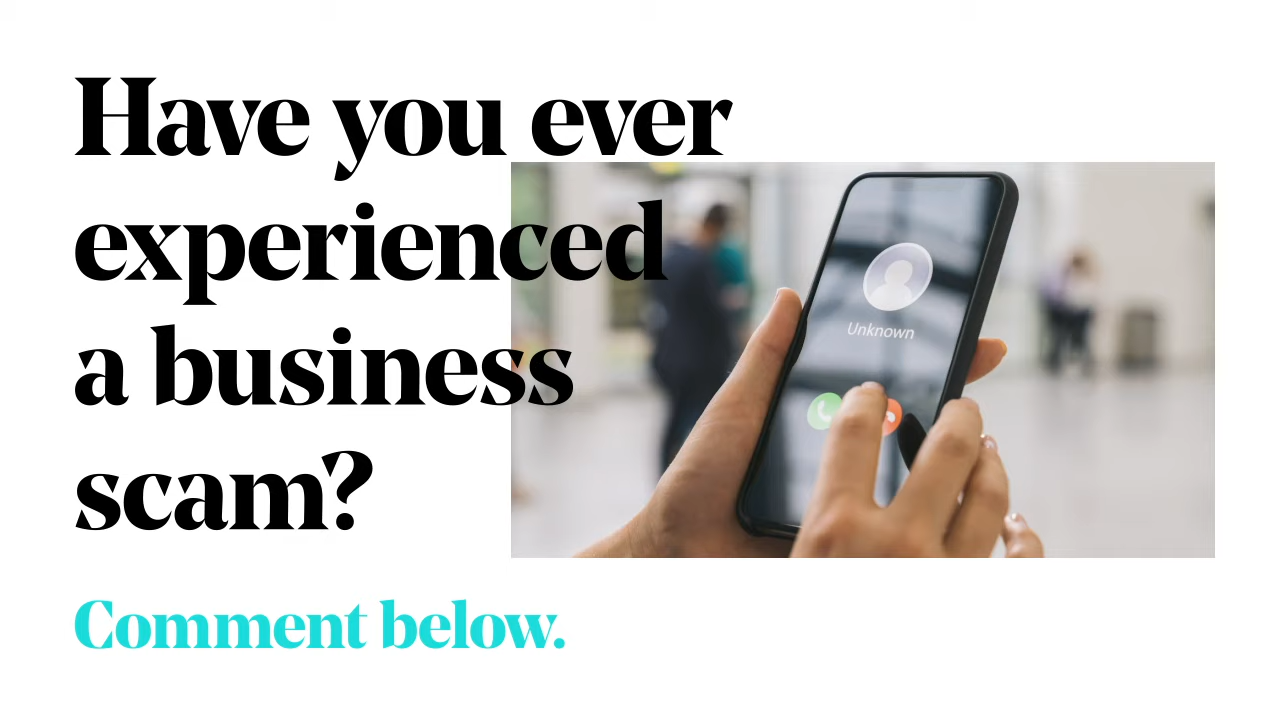 Have you ever
experienced
a business
scam?
Unknown
Comment below.